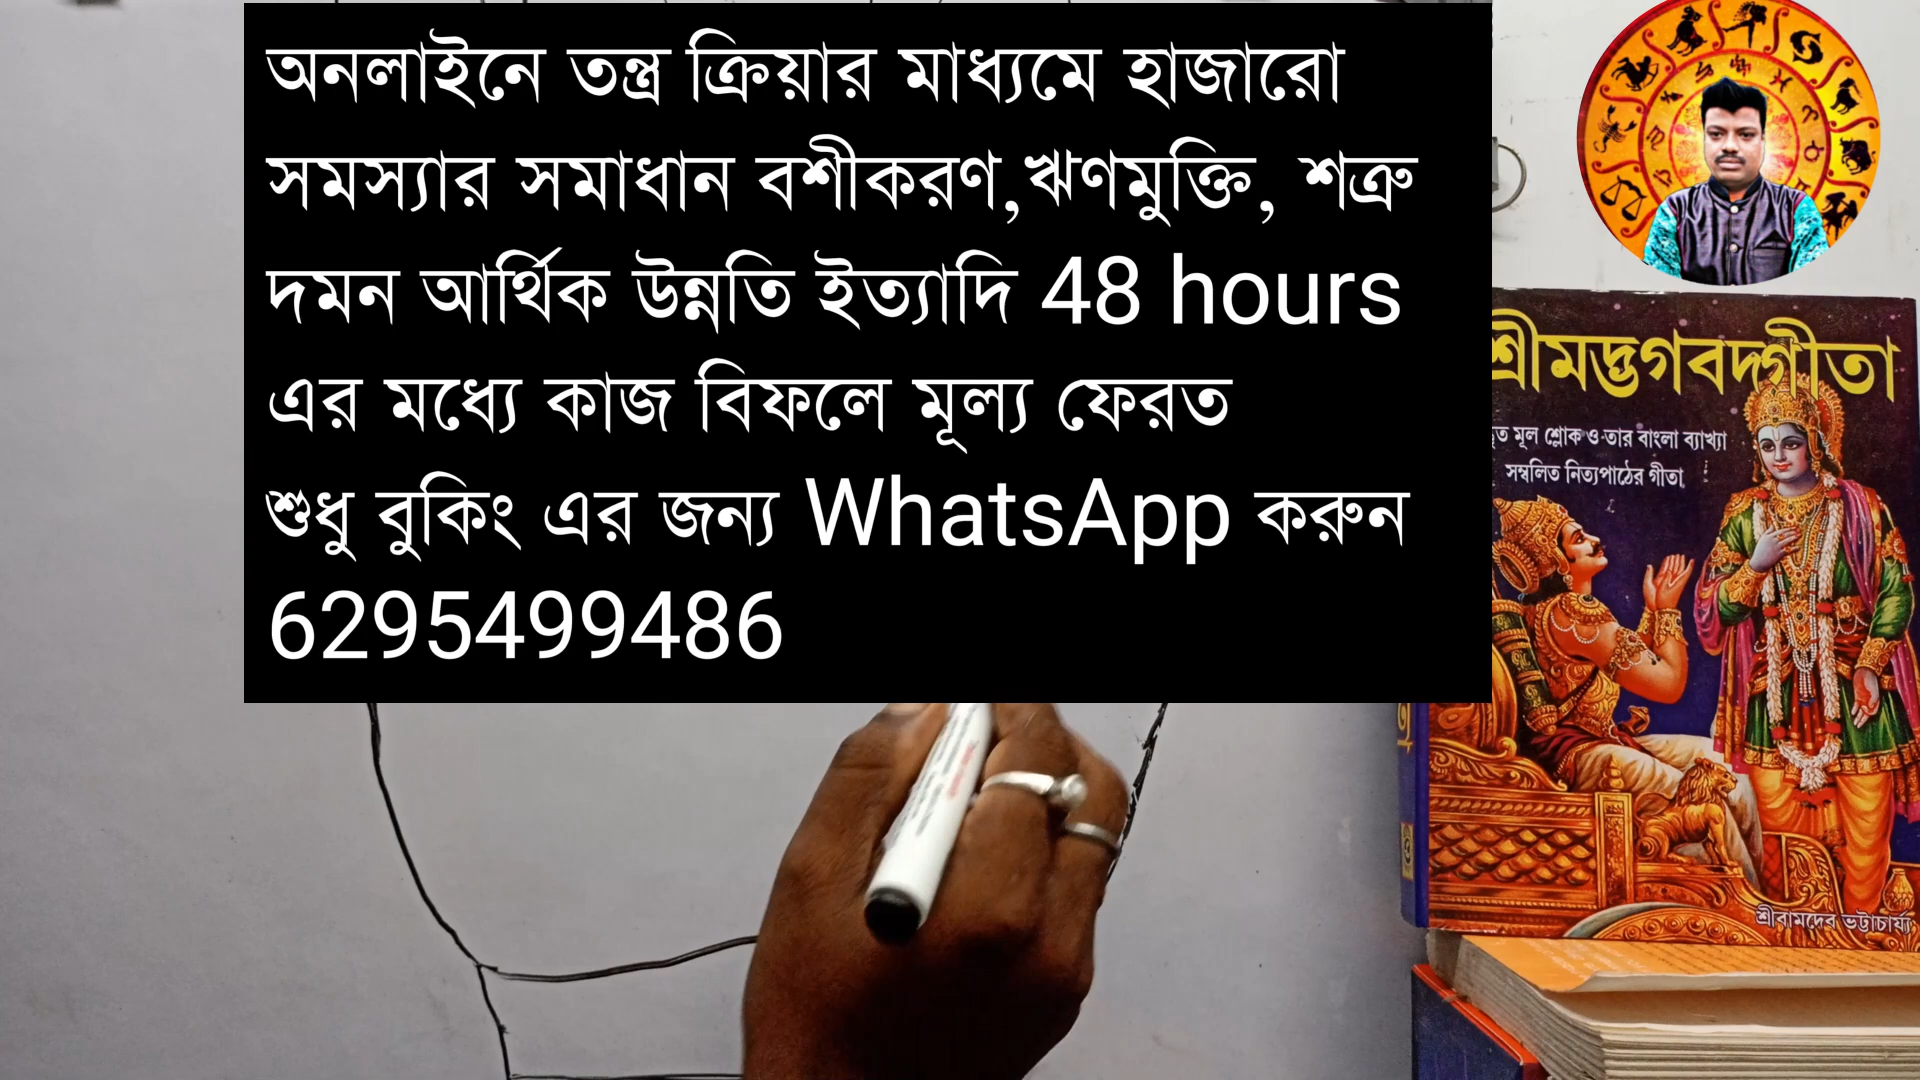 অনলাইনে তন্ত্র ক্রিয়ার মাধ্যমে হাজারো
সমস্যার সমাধান বশীকরণ,ঋণমুক্তি, শত্রু
দমন আর্থিক উন্নতি ইত্যাদি 48 hours
এর মধ্যে কাজ বিফলে মূল্য ফেরত
শুধু বুকিং এর জন্য WhatsApp করুন
6295499486
শ্রীমদ্ভগবদ্গীতা
মূল শ্লোক ও তার বাংলা ব্যাখ্যা
সম্বলিত নিত্যপাঠের গীতা
শ্রীবামদেব ভট্টাচার্য্য